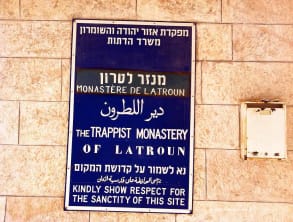 מפקדת אזור יהודה והשומרון
משרד הדתות
מנזר לטרון
MONASTÈRE DE LATROUN
دير اللطرون
THE TRAPPIST MONASTERY
OF LATROUN
נא לשמור על קדושת המקום
KINDLY SHOW RESPECT FOR
THE SANCTITY OF THIS SITE